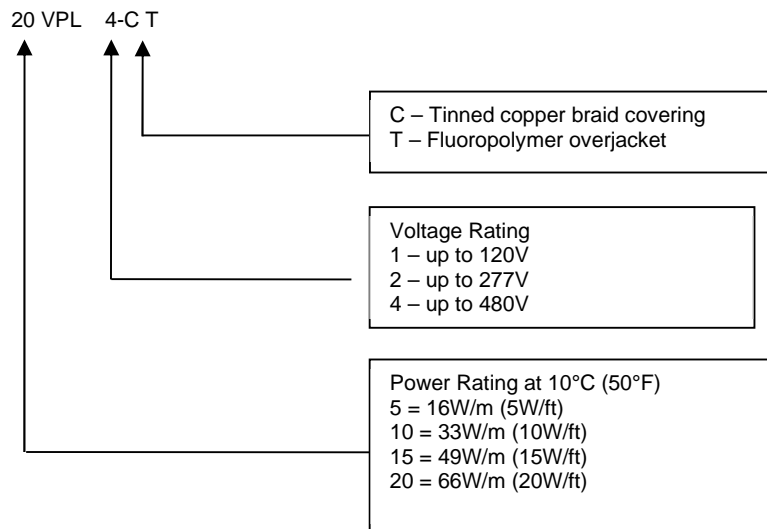 20 VPL 4-C T
C – Tinned copper braid covering
T – Fluoropolymer overjacket
Voltage Rating
1 – up to 120V
2 – up to 277V
4 – up to 480V
Power Rating at 10°C (50°F)
5 = 16W/m (5W/ft)
10 = 33W/m (10W/ft)
15 = 49W/m (15W/ft)
20 = 66W/m (20W/ft)